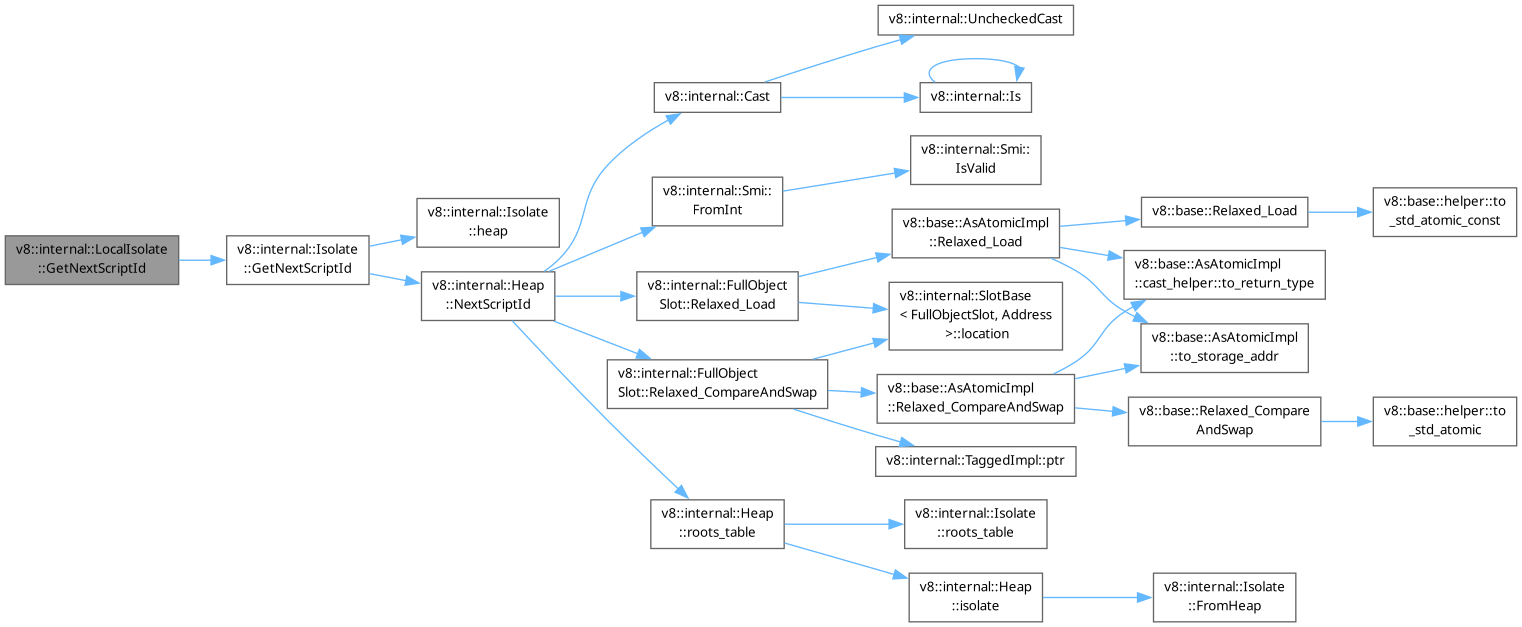 v8::internal::LocalIsolate
::GetNextScriptId
v8::internal::Isolate
::GetNextScriptId
v8::internal::Isolate
::heap
v8::internal::Heap
::NextScriptId
v8::internal::Cast
v8::internal::UncheckedCast
v8::internal::Is
v8::internal::Smi::
FromInt
v8::internal::Smi::
IsValid
v8::internal::FullObject
Slot::Relaxed_Load
v8::base::AsAtomicImpl
::Relaxed_Load
v8::base::Relaxed_Load
v8::base::helper::to
_std_atomic_const
v8::base::AsAtomicImpl
::cast_helper::to_return_type
v8::internal::SlotBase
< FullObjectSlot, Address
>::location
v8::base::AsAtomicImpl
::to_storage_addr
v8::internal::FullObject
Slot::Relaxed_CompareAndSwap
v8::base::AsAtomicImpl
::Relaxed_CompareAndSwap
v8::base::Relaxed_Compare
AndSwap
v8::base::helper::to
_std_atomic
v8::internal::TaggedImpl::ptr
v8::internal::Heap
::roots_table
v8::internal::Isolate
::roots_table
v8::internal::Heap
::isolate
v8::internal::Isolate
::FromHeap